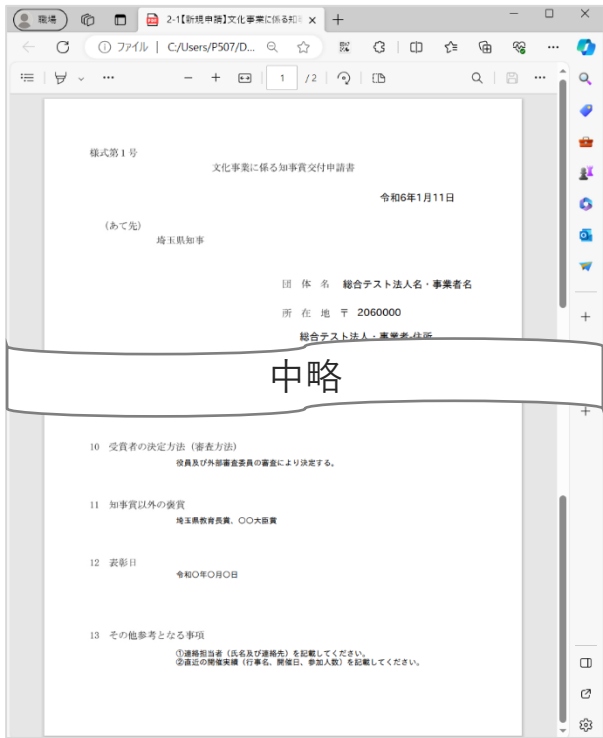 職場
2-1【新規申請】文化事業に係る知事
ファイル
C:/Users/P507/D...
1 /2
様式第1号
文化事業に係る知事賞交付申請書
令和6年1月11日
(あて先)
埼玉県知事
団 体 名 総合テスト法人名・事業者名
所 在 地 〒 2060000
総合テスト法人・事業者-住所
中略
10 受賞者の決定方法(審査方法)
役員及び外部審査委員の審査により決定する。
11 知事賞以外の褒賞
埼玉県教育長賞、〇〇大臣賞
12 表彰日
令和〇年〇月〇日
13 その他参考となる事項
①連絡担当者(氏名及び連絡先)を記載してください。
②直近の開催実績(行事名、開催日、参加人数)を記載してください。